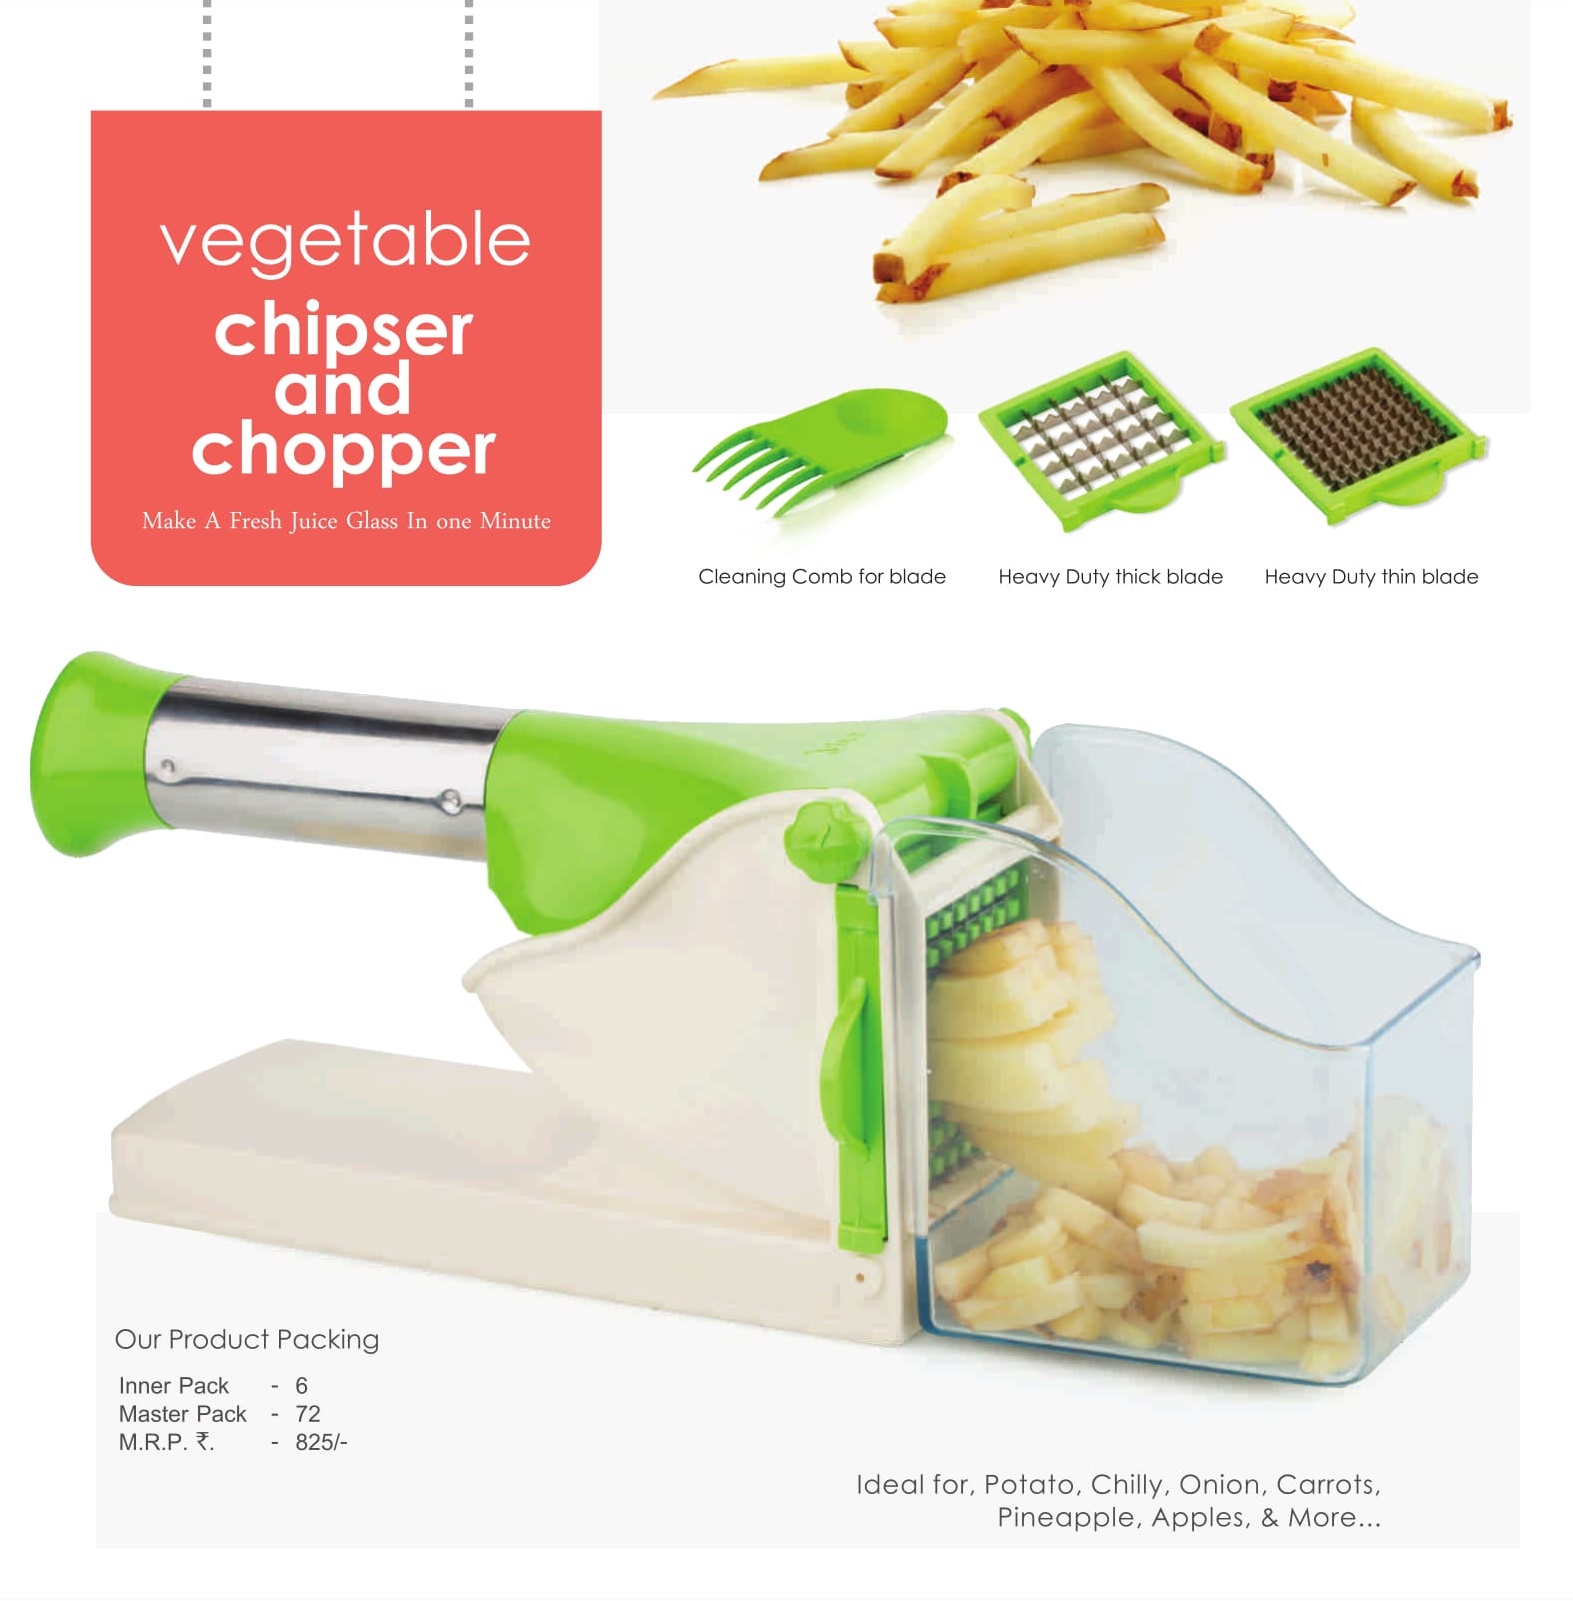 vegetable
chipser
and
chopper
Make A Fresh Juice Glass In one Minute
Cleaning Comb for blade
Heavy Duty thick blade
Heavy Duty thin blade
Our Product Packing
Inner Pack - 6
Master Pack - 72
M.R.P. ₹. - 825/-
Ideal for, Potato, Chilly, Onion, Carrots,
Pineapple, Apples, & More...